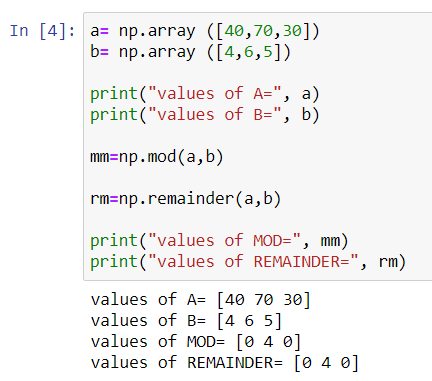 In [4]: a= np.array ([40,70,30])
b= np.array ([4,6,5])
print("values of A=", a)
print("values of B=", b)
mm=np.mod(a,b)
rm=np.remainder(a,b)
print("values of MOD=", mm)
print("values of REMAINDER=", rm)
values of A= [40 70 30]
values of B= [4 6 5]
values of MOD= [0 4 0]
values of REMAINDER= [0 4 0]